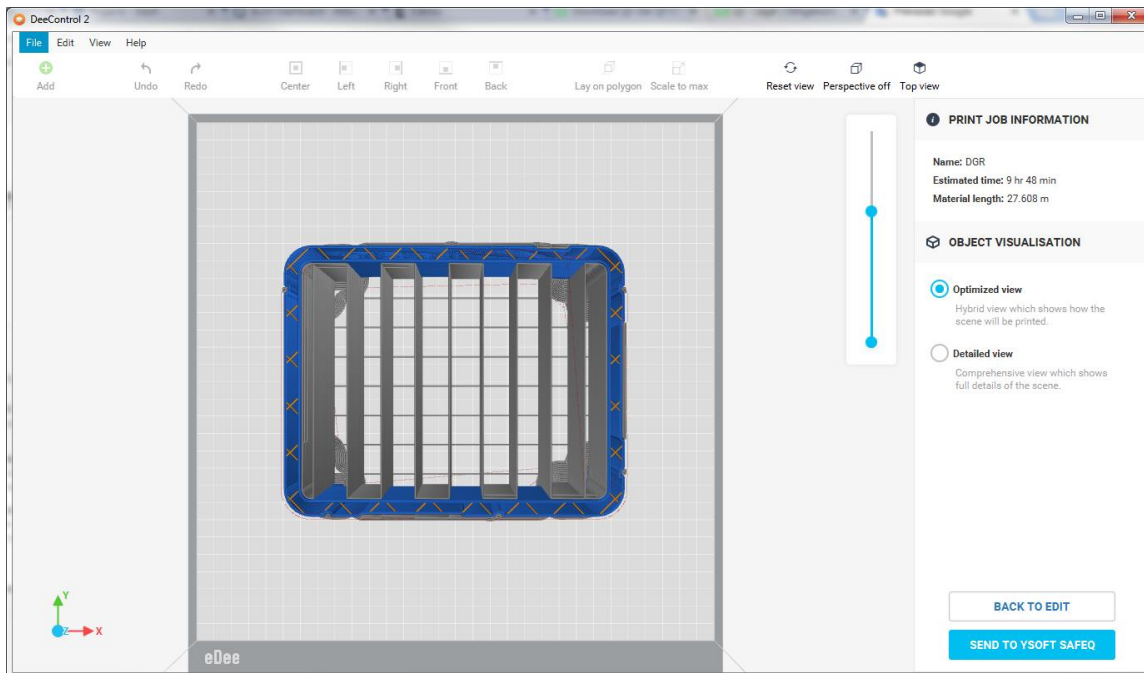 DeeControl 2
File Edit View Help
Add Undo Redo Center Left Right Front Back Lay on polygon Scale to max Reset view Perspective off Top view
PRINT JOB INFORMATION
Name: DGR
Estimated time: 9 hr 48 min
Material length: 27.608 m
OBJECT VISUALISATION
Optimized view
Hybrid view which shows how the
scene will be printed.
Detailed view
Comprehensive view which shows
full details of the scene.
Y
Z X
BACK TO EDIT
SEND TO YSOFT SAFEQ
eDee